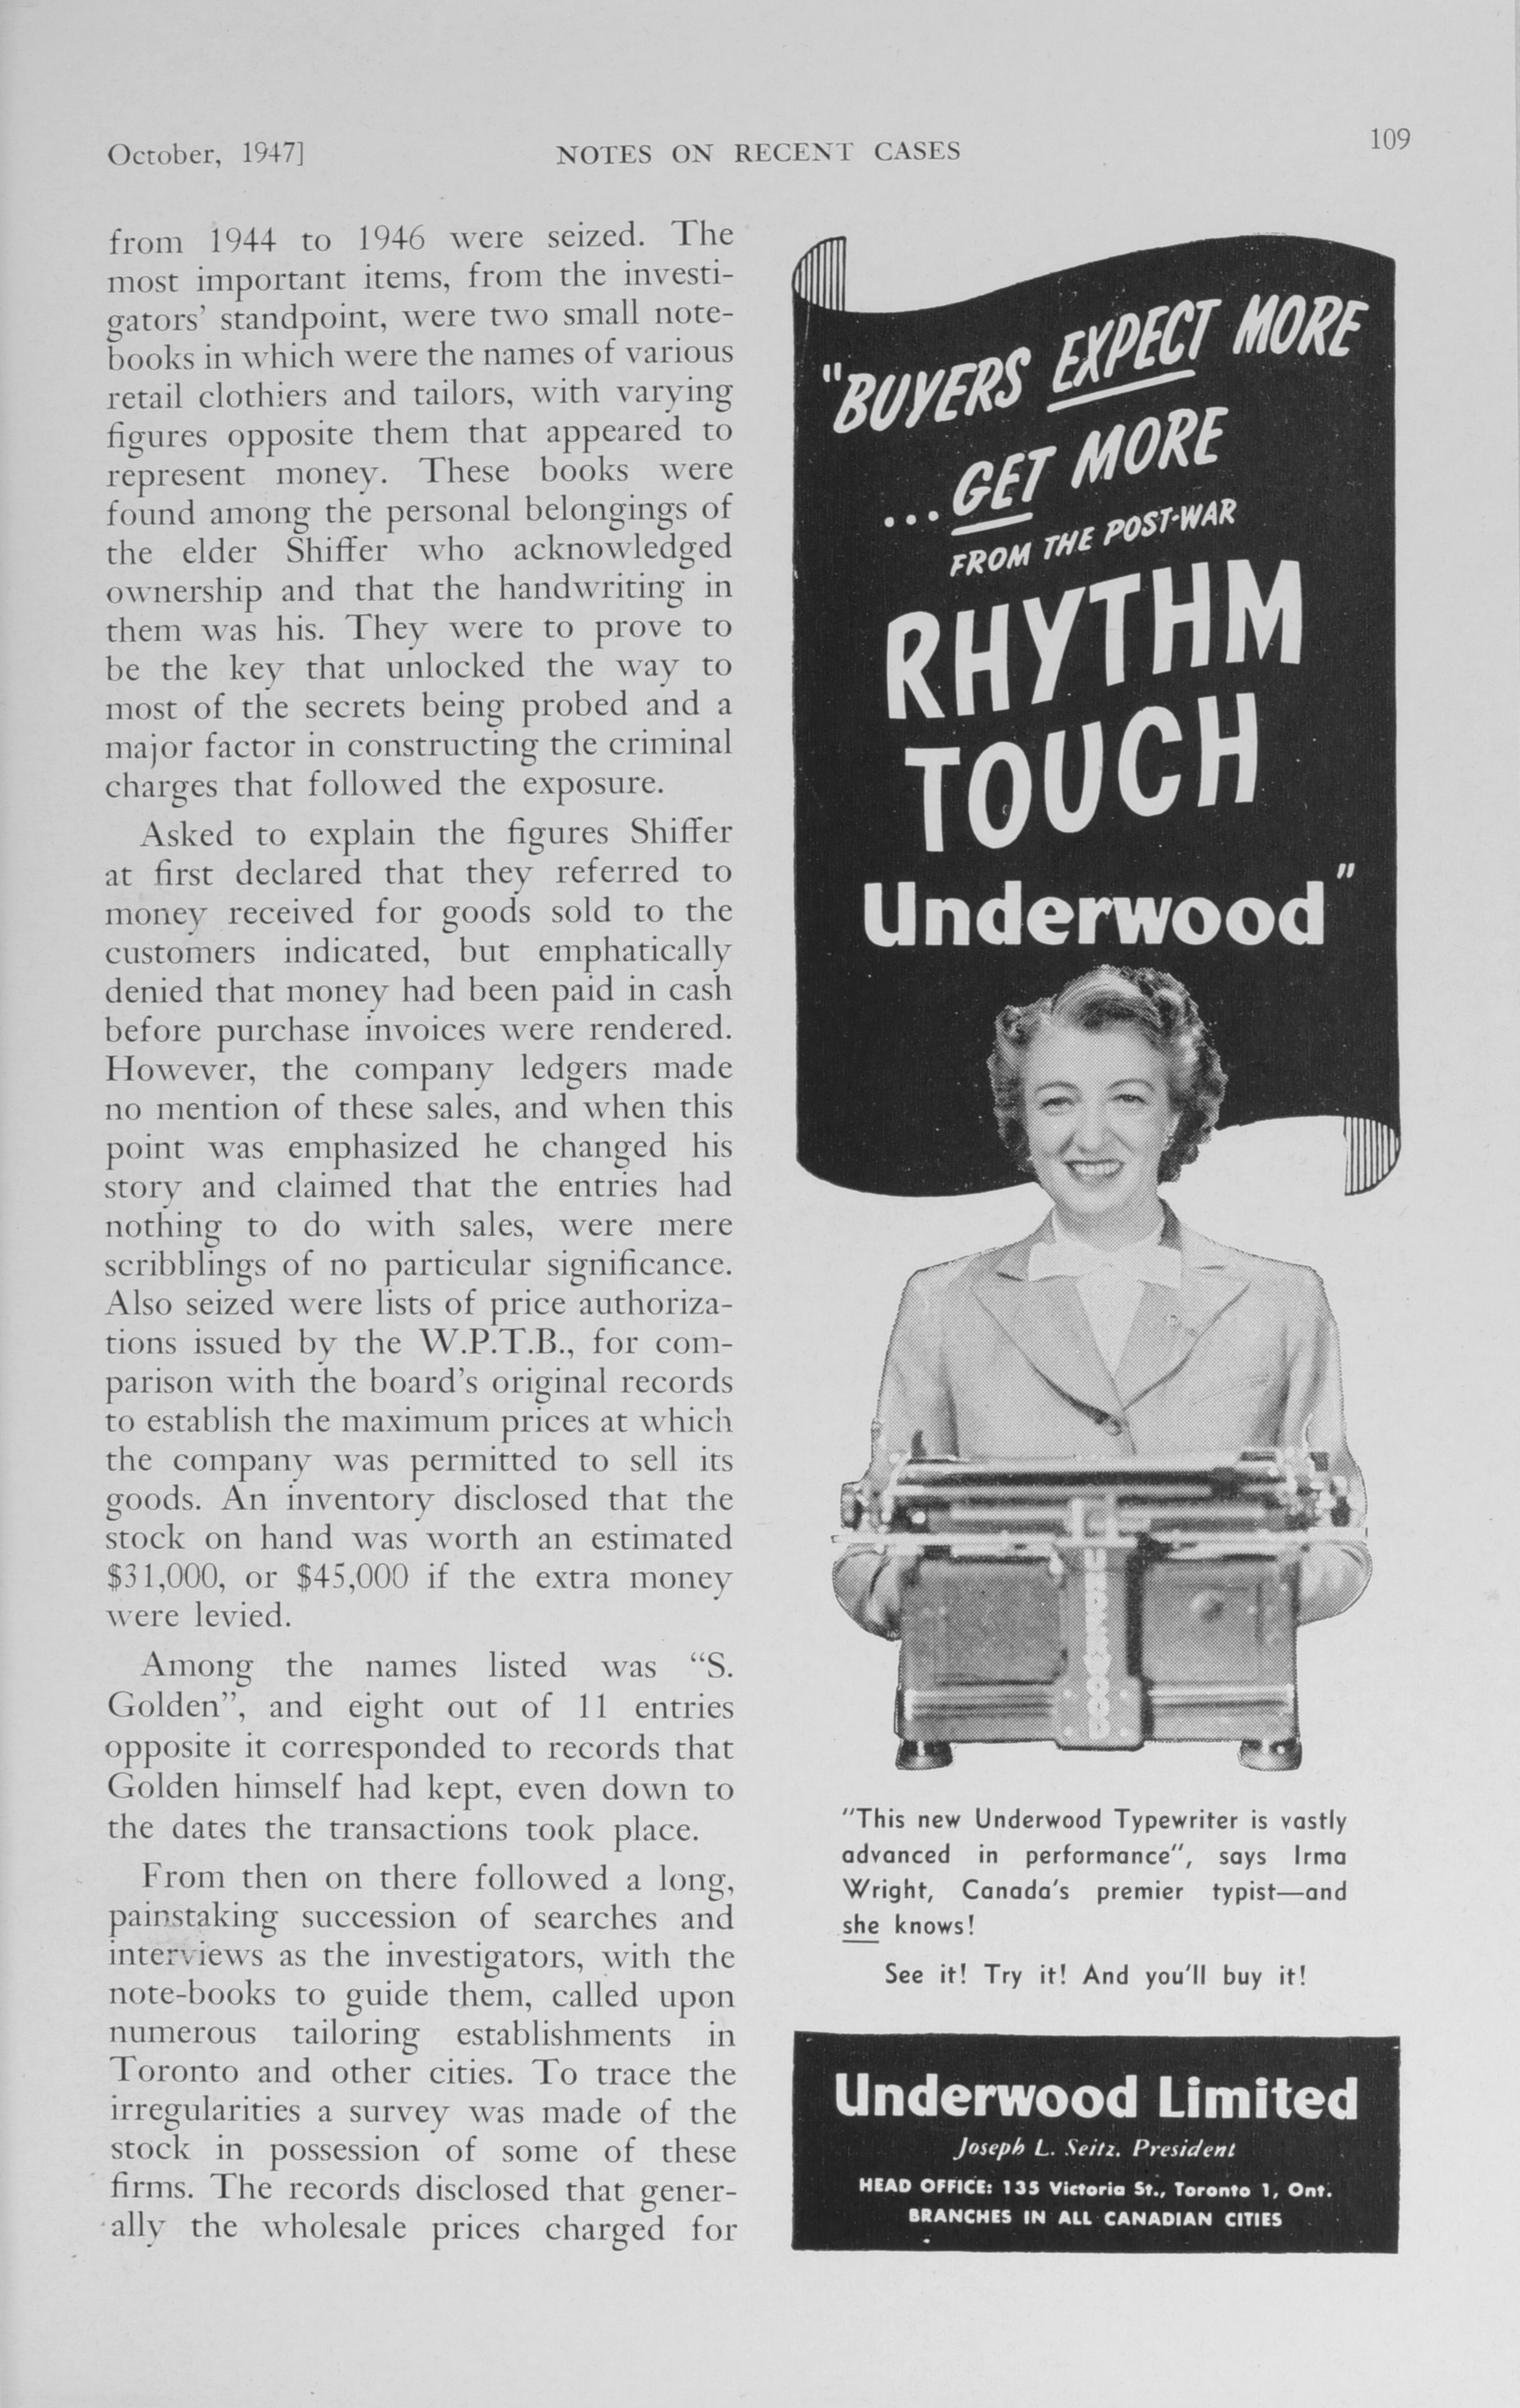 October, 1947]
NOTES ON RECENT CASES
109
from 1944 to 1946 were seized. The
most important items, from the investi-
gators' standpoint, were two small note-
books in which were the names of various
retail clothiers and tailors, with varying
figures opposite them that appeared to
represent money. These books were
found among the personal belongings of
the elder Shiffer who acknowledged
ownership and that the handwriting in
them was his. They were to prove to
be the key that unlocked the way to
most of the secrets being probed and a
major factor in constructing the criminal
charges that followed the exposure.
Asked to explain the figures Shiffer
at first declared that they referred to
money received for goods sold to the
customers indicated, but emphatically
denied that money had been paid in cash
before purchase invoices were rendered.
However, the company ledgers made
no mention of these sales, and when this
point was emphasized he changed his
story and claimed that the entries had
nothing to do with sales, were mere
scribblings of no particular significance.
Also seized were lists of price authoriza-
tions issued by the W.P.T.B., for com-
parison with the board's original records
to establish the maximum prices at which
the company was permitted to sell its
goods. An inventory disclosed that the
stock on hand was worth an estimated
$31,000, or $45,000 if the extra money
were levied.
Among the names listed was "S.
Golden", and eight out of 11 entries
opposite it corresponded to records that
Golden himself had kept, even down to
the dates the transactions took place.
From then on there followed a long,
painstaking succession of searches and
interviews as the investigators, with the
note-books to guide them, called upon
numerous tailoring establishments in
Toronto and other cities. To trace the
irregularities a survey was made of the
stock in possession of some of these
firms. The records disclosed that gener-
ally the wholesale prices charged for
"BUYERS EXPECT MORE
...GET MORE
FROM THE POST-WAR
RHYTHM
TOUCH
Underwood"
UNDERWOOD
"This new Underwood Typewriter is vastly
advanced in performance", says Irma
Wright, Canada's premier typist—and
she knows!
See it! Try it! And you'll buy it!
Underwood Limited
Joseph L. Seitz, President
HEAD OFFICE: 135 Victoria St., Toronto 1, Ont.
BRANCHES IN ALL CANADIAN CITIES